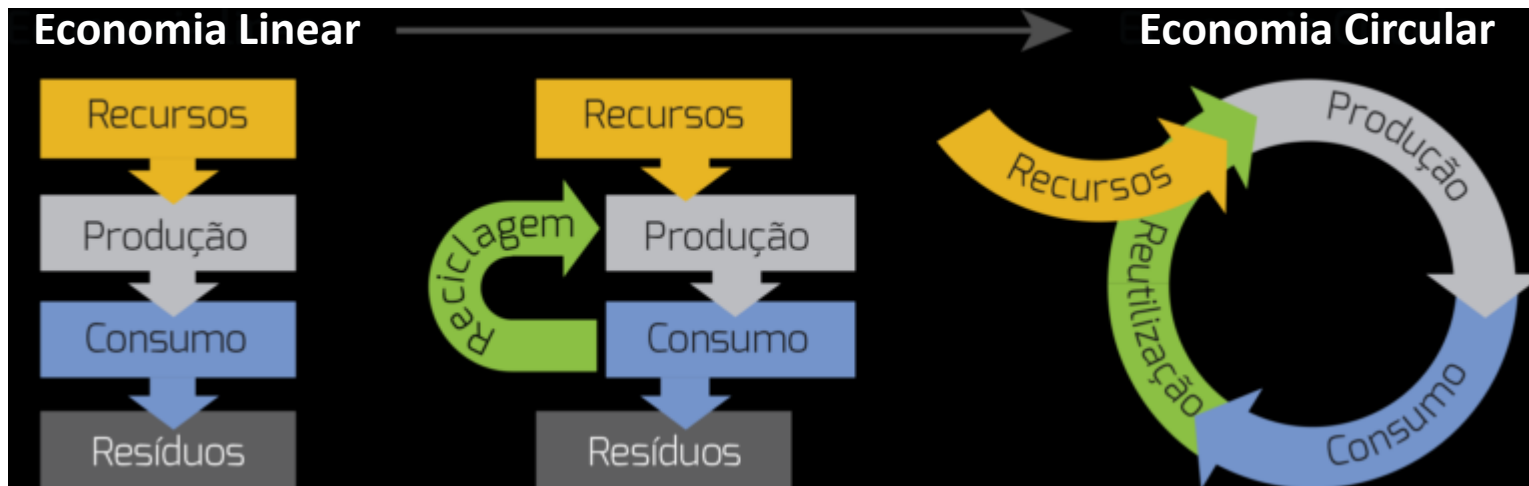 Economia Linear
Economia Circular
Recursos
Produção
Consumo
Resíduos
Recursos
Reciclagem
Produção
Consumo
Resíduos
Recursos
Produção
Consumo
Reutilização